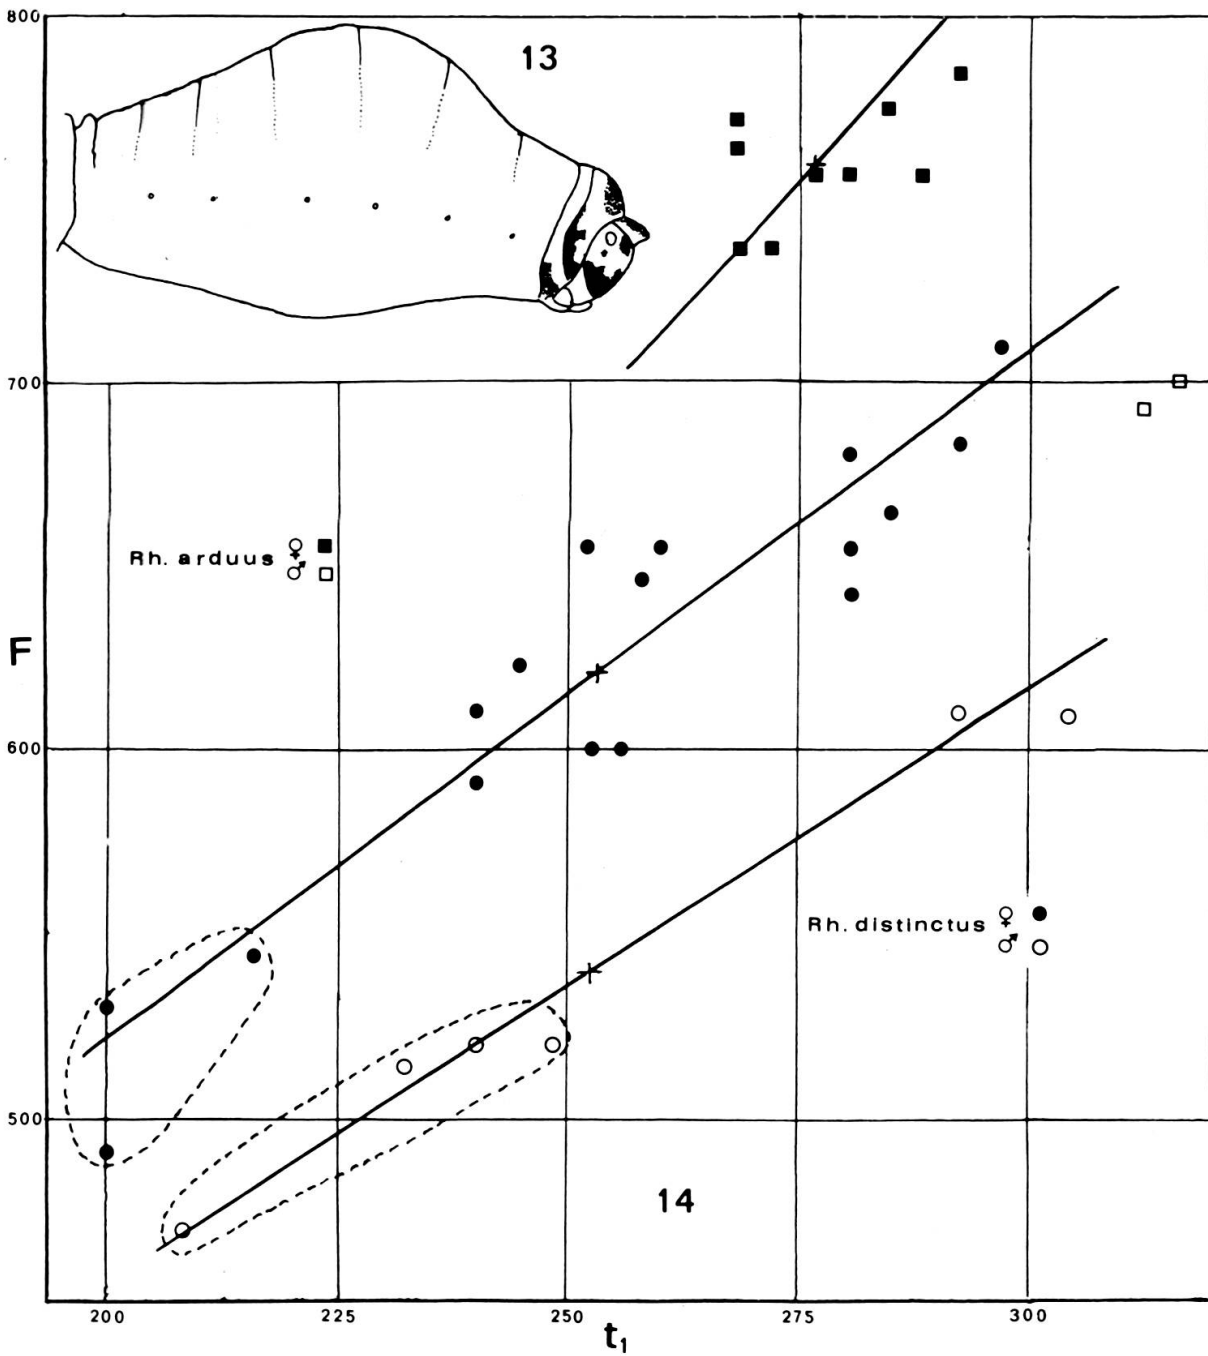 800
13
700
Rh. arduus ♀ ■
♂ □
F
600
Rh. distinctus ♀ ●
♂ ○
500
14
200 225 250 275 300
t₁